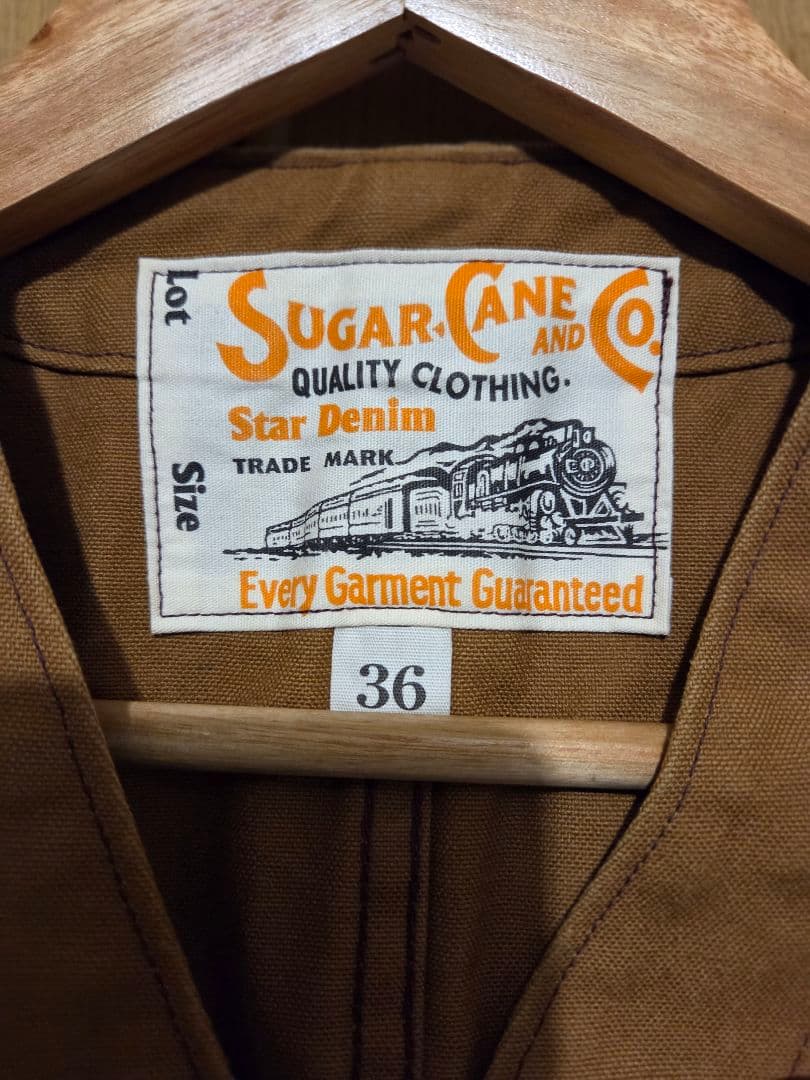 Lot
Size
SUGAR CANE AND CO.
QUALITY CLOTHING.
Star Denim
TRADE MARK
Every Garment Guaranteed
36